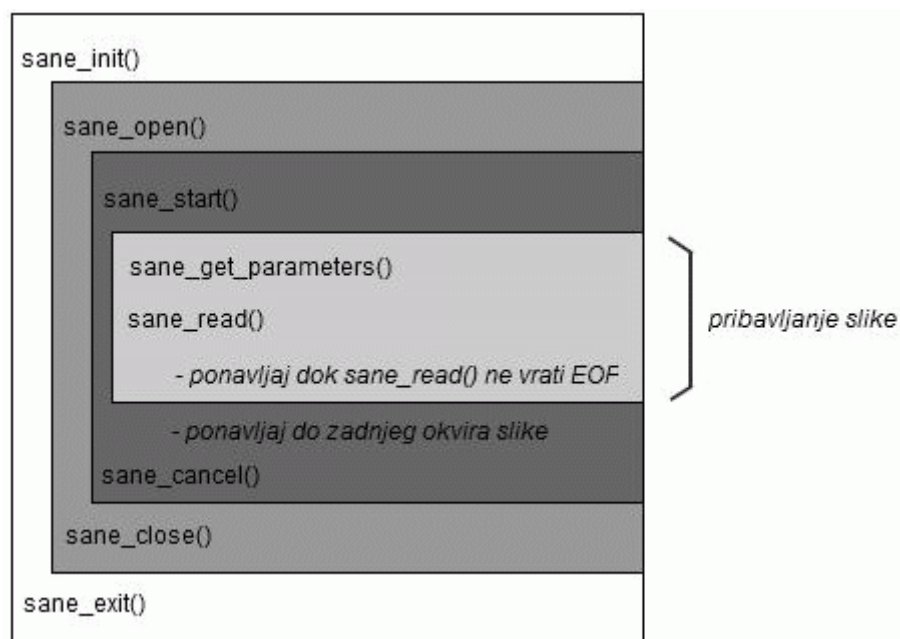 sane_init()
sane_open()
sane_start()
sane_get_parameters()
sane_read()
pribavljanje slike
- ponavljaj dok sane_read() ne vrati EOF
- ponavljaj do zadnjeg okvira slike
sane_cancel()
sane_close()
sane_exit()